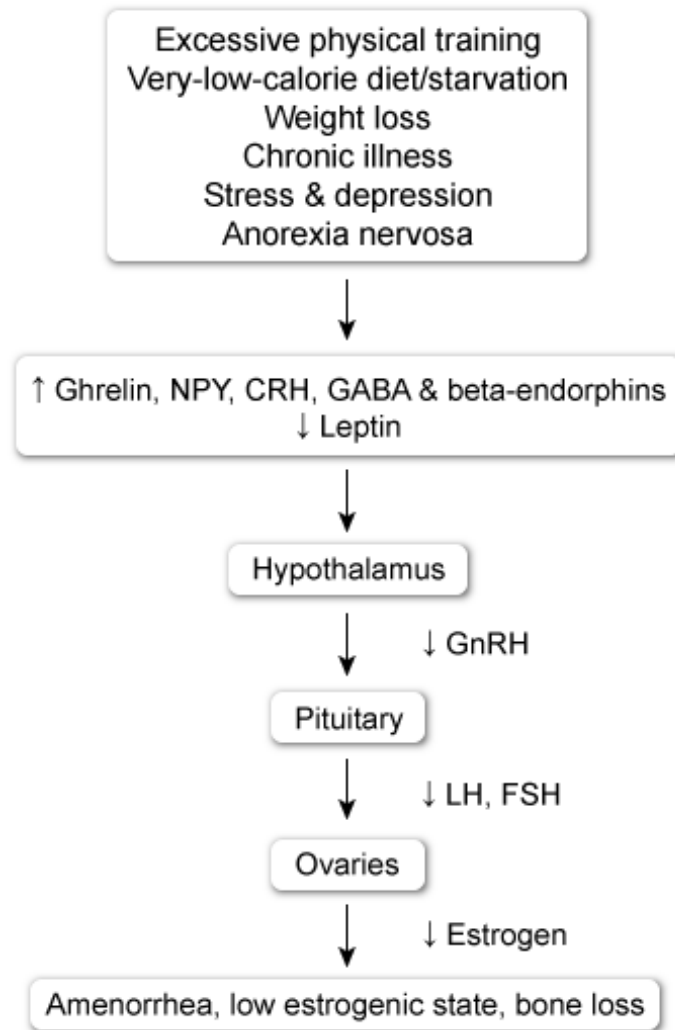 Excessive physical training
Very-low-calorie diet/starvation
Weight loss
Chronic illness
Stress & depression
Anorexia nervosa
↑ Ghrelin, NPY, CRH, GABA & beta-endorphins
↓ Leptin
Hypothalamus
↓ GnRH
Pituitary
↓ LH, FSH
Ovaries
↓ Estrogen
Amenorrhea, low estrogenic state, bone loss